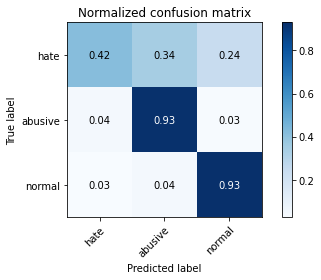 Normalized confusion matrix
hate 0.42 0.34 0.24
abusive 0.04 0.93 0.03
normal 0.03 0.04 0.93
hate abusive normal
True label
Predicted label
0.8
0.6
0.4
0.2